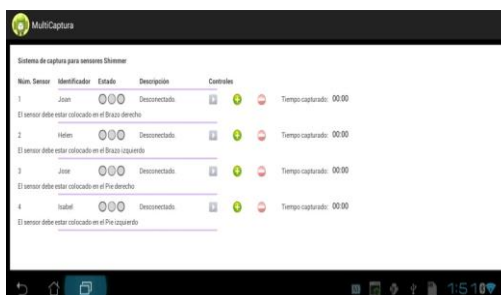 MultiCaptura
Sistema de captura para sensores Shimmer
Núm. Sensor Identificador Estado Descripción Controles
1 Joan Desconectado. Tiempo capturado: 00:00
El sensor debe estar colocado en el Brazo derecho
2 Helen Desconectado. Tiempo capturado: 00:00
El sensor debe estar colocado en el Brazo izquierdo
3 Jose Desconectado. Tiempo capturado: 00:00
El sensor debe estar colocado en el Pie derecho
4 Isabel Desconectado. Tiempo capturado: 00:00
El sensor debe estar colocado en el Pie izquierdo
1:51